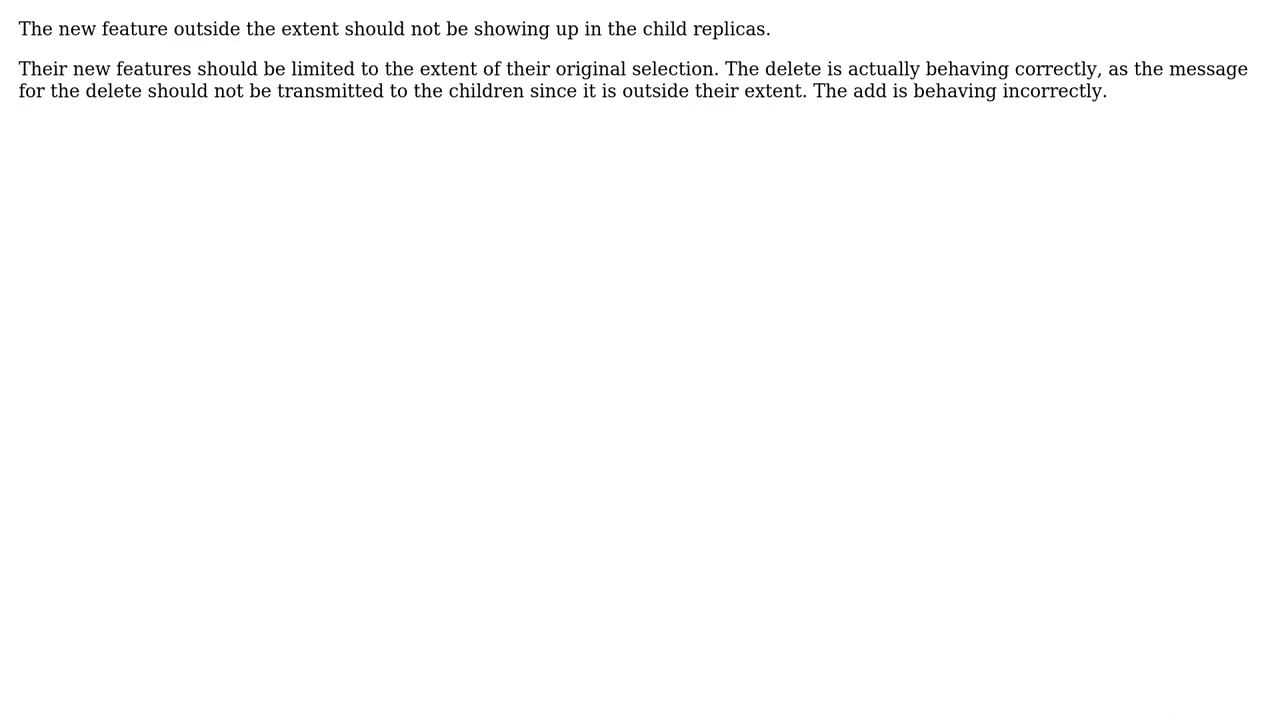 The new feature outside the extent should not be showing up in the child replicas.
Their new features should be limited to the extent of their original selection. The delete is actually behaving correctly, as the message
for the delete should not be transmitted to the children since it is outside their extent. The add is behaving incorrectly.